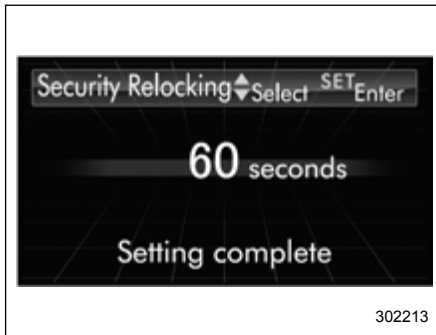 Security Relocking Select SET Enter
60 seconds
Setting complete
302213